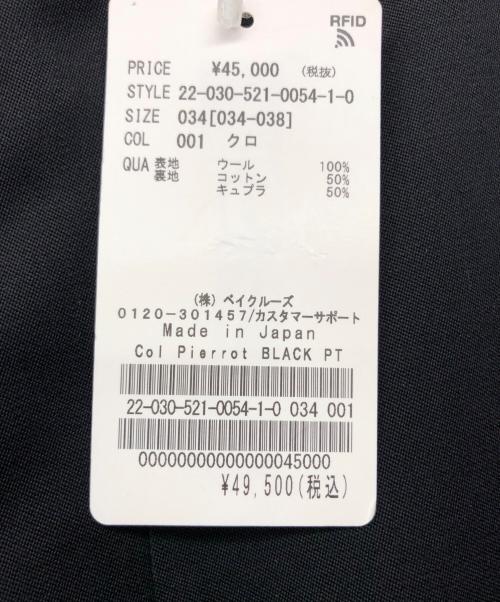 RFID
PRICE ¥45,000 (税抜)
STYLE 22-030-521-0054-1-0
SIZE 034[034-038]
COL 001 クロ
QUA 表地 ウール 100%
裏地 コットン 50%
キュプラ 50%
(株) ベイクルーズ
0120-301457/カスタマーサポート
Made in Japan
Col Pierrot BLACK PT
22-030-521-0054-1-0 034 001
00000000000000045000
¥49,500(税込)